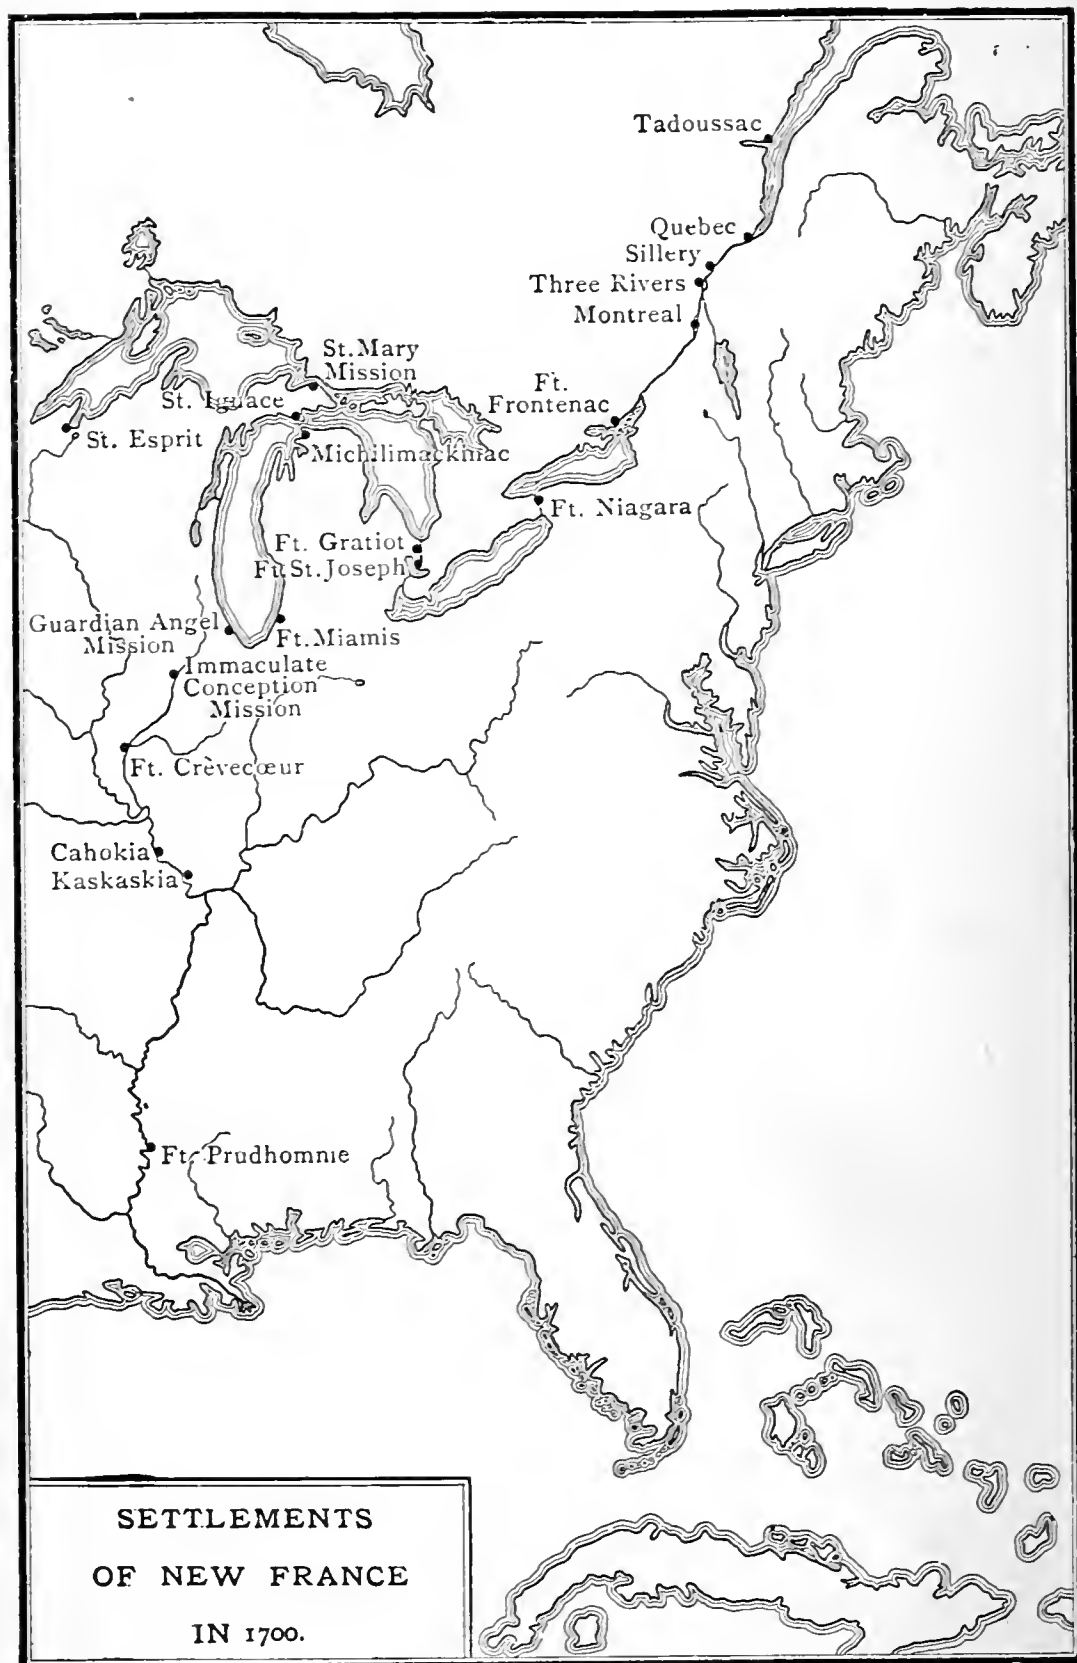 Tadoussac
Quebec
Sillery
Three Rivers
Montreal
St. Mary
Mission
Ft.
Frontenac
St. Ignace
St. Esprit
Michilimackinac
Ft. Niagara
Ft. Gratiot
Ft. St. Joseph
Guardian Angel
Mission
Ft. Miamis
Immaculate
Conception
Mission
Ft. Crèvecœur
Cahokia
Kaskaskia
Ft. Prudhomme
SETTLEMENTS
OF NEW FRANCE
IN 1700.